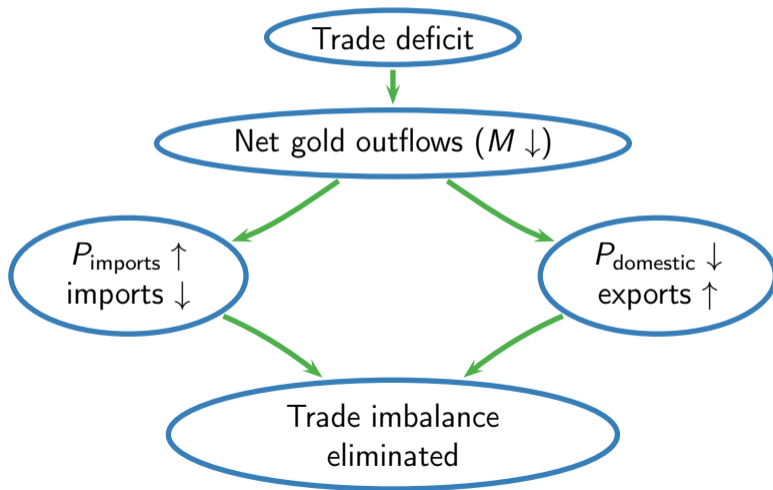 Trade deficit
Net gold outflows (M ↓)
P_imports ↑
imports ↓
P_domestic ↓
exports ↑
Trade imbalance
eliminated